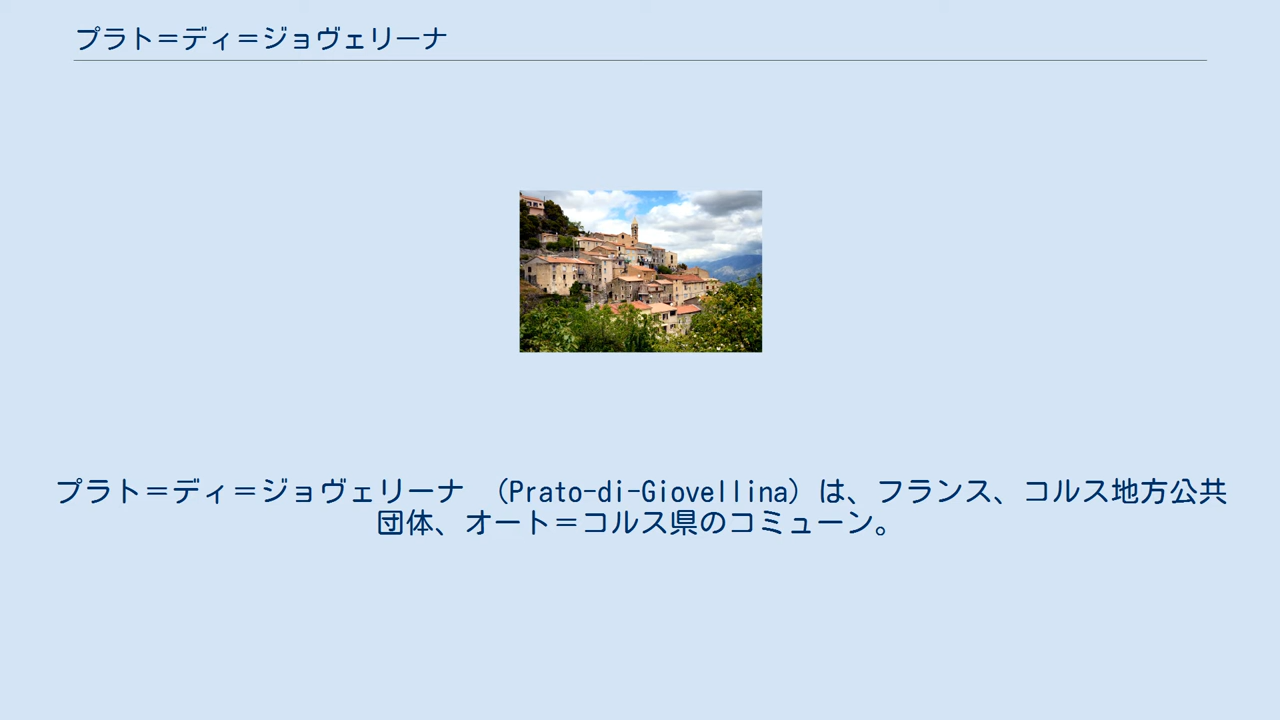 プラト＝ディ＝ジョヴェリーナ
プラト＝ディ＝ジョヴェリーナ　（Prato-di-Giovellina）は、フランス、コルス地方公共
団体、オート＝コルス県のコミューン。